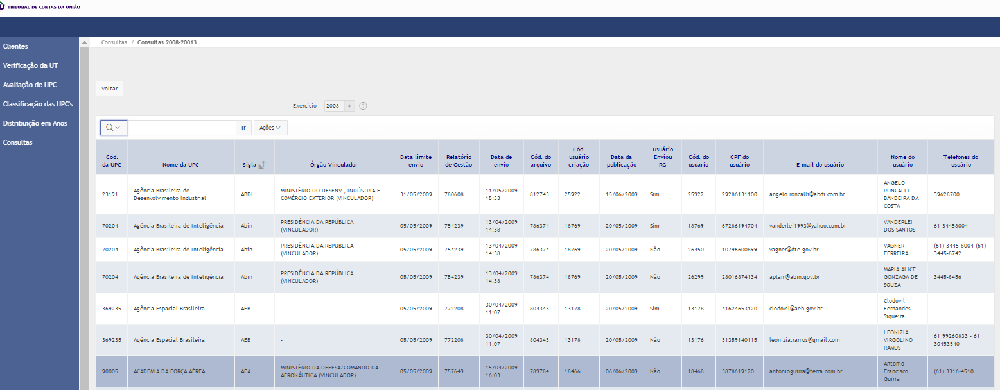 TRIBUNAL DE CONTAS DA UNIÃO
Consultas / Consultas 2008-20013
Clientes
Verificação da UT
Avaliação de UPC
Classificação das UPC's
Distribuição em Anos
Consultas
Voltar
Exercício 2008 ?
Ir Ações
Cód. da UPC Nome da UPC Sigla Órgão Vinculador Data limite envio Relatório de Gestão Data de envio Cód. do arquivo Cód. usuário criação Data da publicação Usuário Enviou RG Cód. do usuário CPF do usuário E-mail do usuário Nome do usuário Telefones do usuário
23191 Agência Brasileira de Desenvolvimento Industrial ABDI MINISTÉRIO DO DESENV., INDÚSTRIA E COMÉRCIO EXTERIOR (VINCULADOR) 31/05/2009 780608 11/05/2009 15:33 812743 25922 15/06/2009 Sim 25922 29286131100 angelo.roncalli@abdi.com.br ANGELO RONCALLI BANDEIRA DA COSTA 39628700
70204 Agência Brasileira de Inteligência Abin PRESIDÊNCIA DA REPÚBLICA (VINCULADOR) 05/05/2009 754239 13/04/2009 14:38 786374 18769 20/05/2009 Sim 18769 67286194704 vanderlei1993@yahoo.com.br VANDERLEI DOS SANTOS 61 34458004
70204 Agência Brasileira de Inteligência Abin PRESIDÊNCIA DA REPÚBLICA (VINCULADOR) 05/05/2009 754239 13/04/2009 14:38 786374 18769 20/05/2009 Não 26450 10796600899 vagner@dte.gov.br VAGNER FERREIRA (61) 3445-8004 (61) 3445-8742
70204 Agência Brasileira de Inteligência Abin PRESIDÊNCIA DA REPÚBLICA (VINCULADOR) 05/05/2009 754239 13/04/2009 14:38 786374 18769 20/05/2009 Não 26299 28016874134 aplam@abin.gov.br MARIA ALICE GONZAGA DE SOUZA 3445-8456
369235 Agência Espacial Brasileira AEB - 05/05/2009 772208 30/04/2009 11:07 804343 13178 20/05/2009 Sim 13178 41624653120 clodovil@aeb.gov.br Clodovil Fernandes Siqueira -
369235 Agência Espacial Brasileira AEB - 05/05/2009 772208 30/04/2009 11:07 804343 13178 20/05/2009 Não 13176 31359140115 leonizia.ramos@gmail.com LEONIZIA VIRGOLINO RAMOS 61 99260833 - 61 30453540
90005 ACADEMIA DA FORÇA AÉREA AFA MINISTÉRIO DA DEFESA/COMANDO DA AERONÁUTICA (VINCULADOR) 05/05/2009 757649 15/04/2009 16:03 789784 18466 06/06/2009 Não 18468 3878619120 antonioguirra@terra.com.br Antonio Francisco Guirra (61) 3316-4510